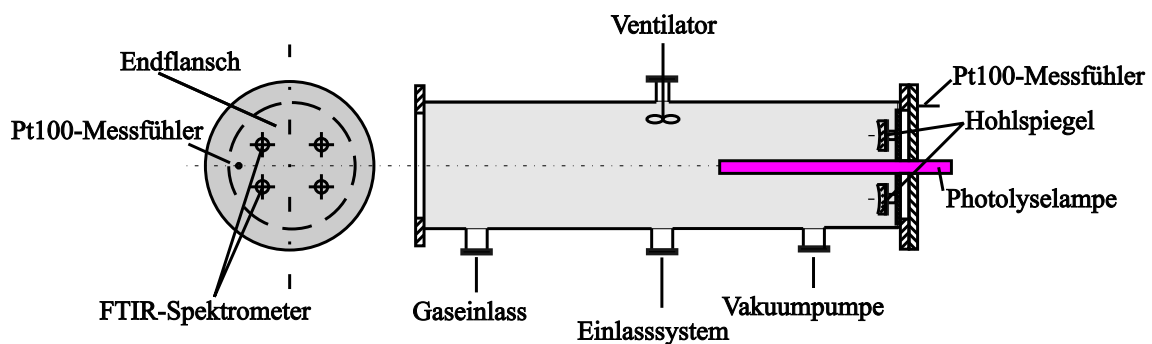 Ventilator
Endflansch
Pt100-Messfühler
Pt100-Messfühler
Hohlspiegel
Photolyselampe
FTIR-Spektrometer
Gaseinlass
Einlasssystem
Vakuumpumpe